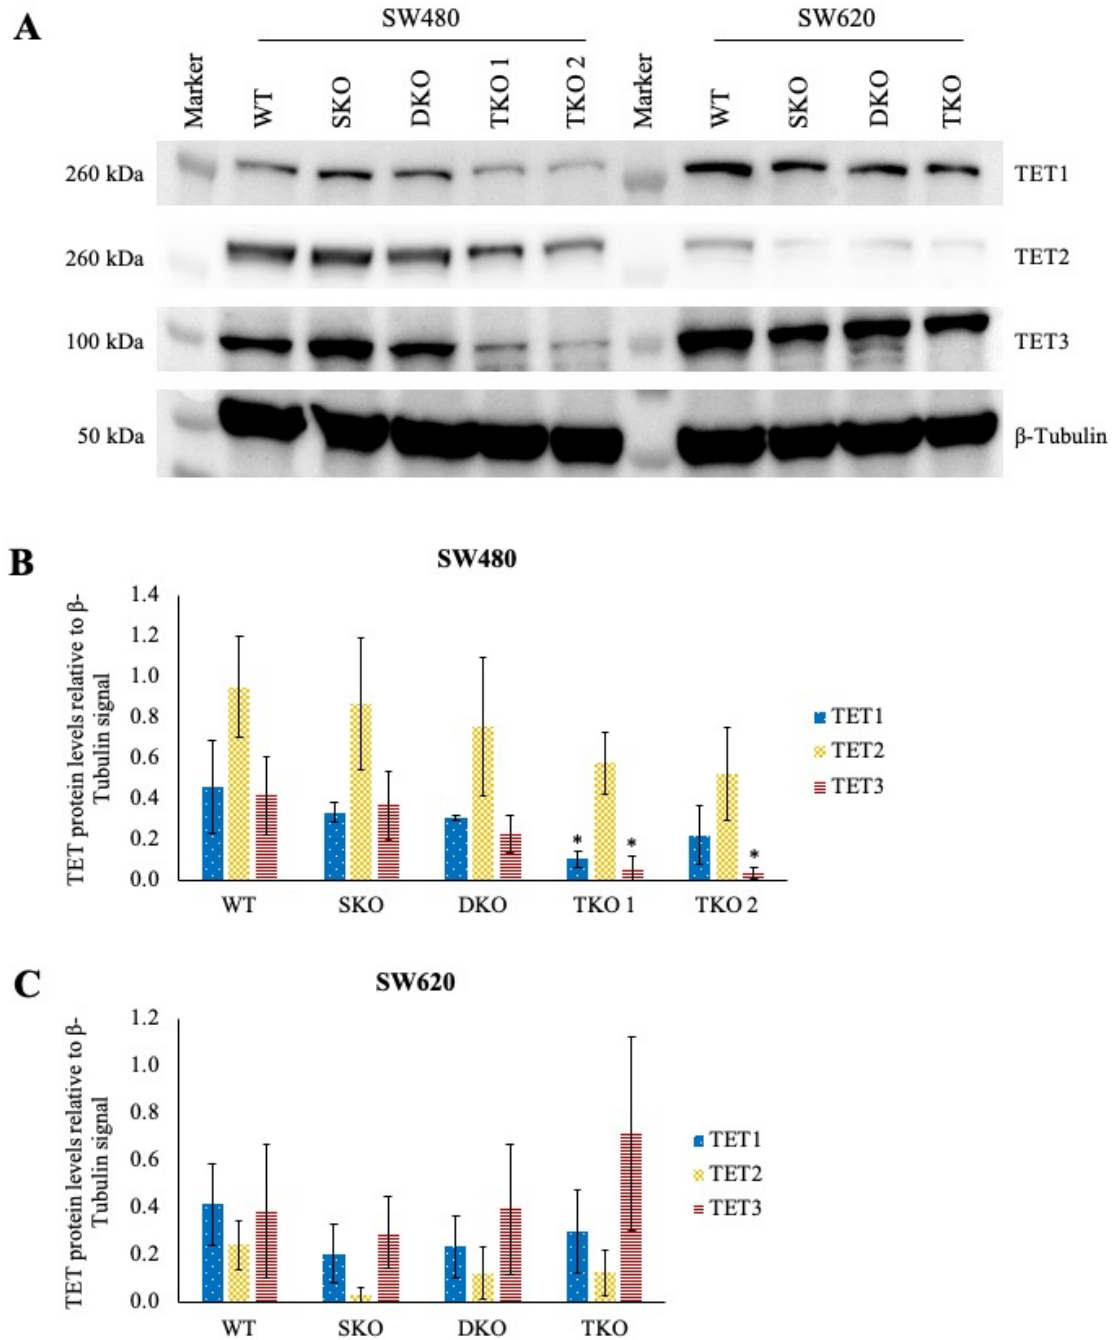 A
SW480
SW620
Marker
WT
SKO
DKO
TKO 1
TKO 2
Marker
WT
SKO
DKO
TKO
260 kDa
TET1
260 kDa
TET2
100 kDa
TET3
50 kDa
β-Tubulin
B
SW480
TET protein levels relative to β-
Tubulin signal
1.4
1.2
1.0
0.8
0.6
0.4
0.2
0.0
* * *
WT SKO DKO TKO 1 TKO 2
TET1
TET2
TET3
C
SW620
TET protein levels relative to β-
Tubulin signal
1.2
1.0
0.8
0.6
0.4
0.2
0.0
WT SKO DKO TKO
TET1
TET2
TET3